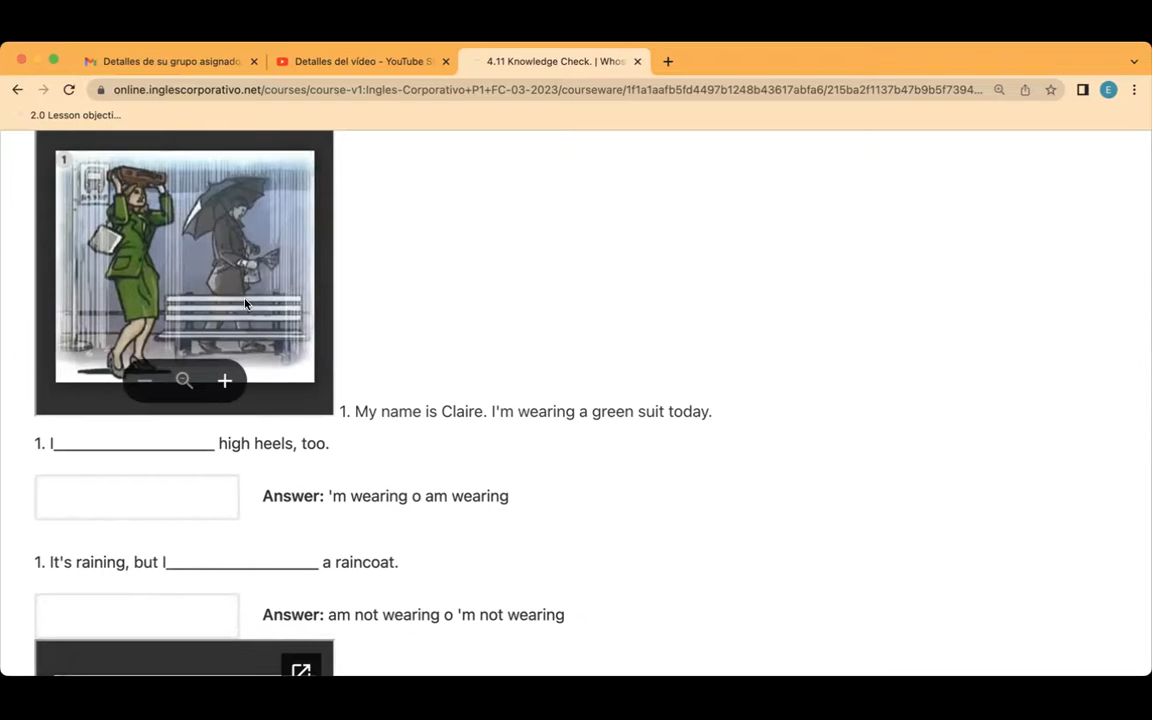 Detalles de su grupo asignado
Detalles del vídeo - YouTube S
4.11 Knowledge Check. | Whos
online.inglescorporativo.net/courses/course-v1:Ingles-Corporativo+P1+FC-03-2023/courseware/1f1a1aafb5fd4497b1248b43617abfa6/215ba2f1137b47b9b5f7394...
E
2.0 Lesson objecti...
1
1. My name is Claire. I'm wearing a green suit today.
1. I__________________ high heels, too.
Answer: 'm wearing o am wearing
1. It's raining, but I_________________ a raincoat.
Answer: am not wearing o 'm not wearing